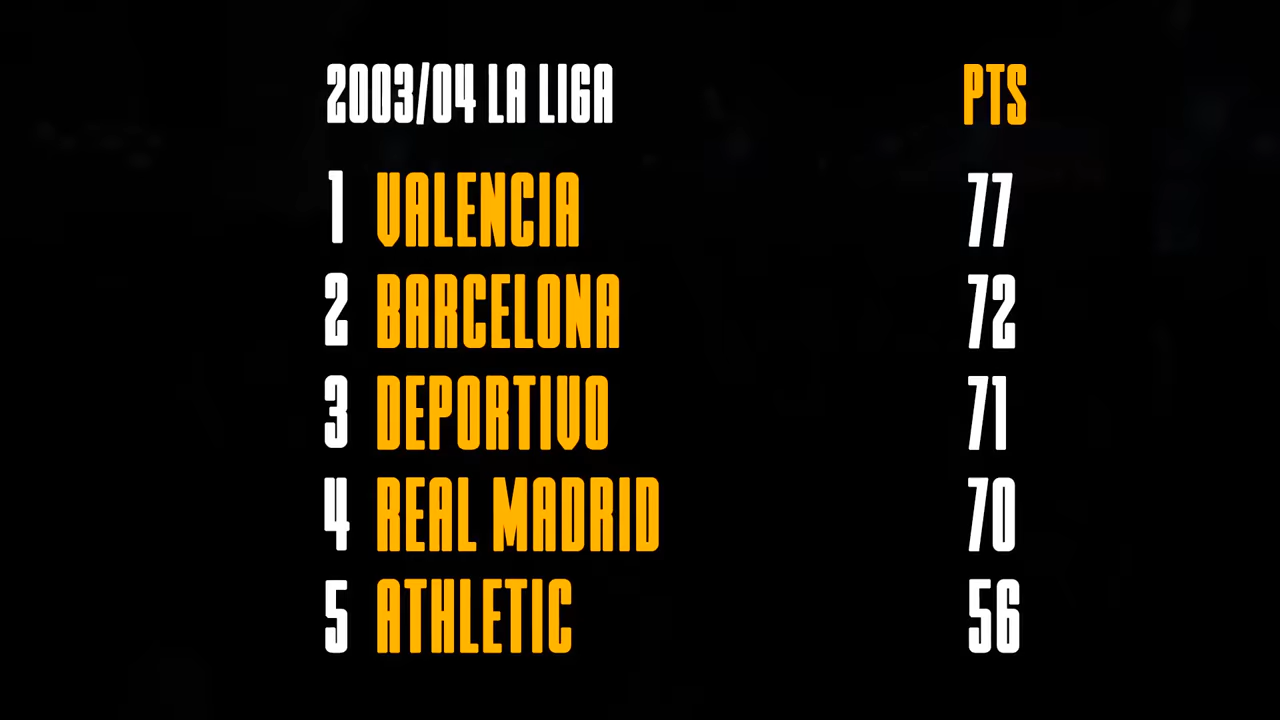 2003/04 LA LIGA PTS
1 VALENCIA 77
2 BARCELONA 72
3 DEPORTIVO 71
4 REAL MADRID 70
5 ATHLETIC 56